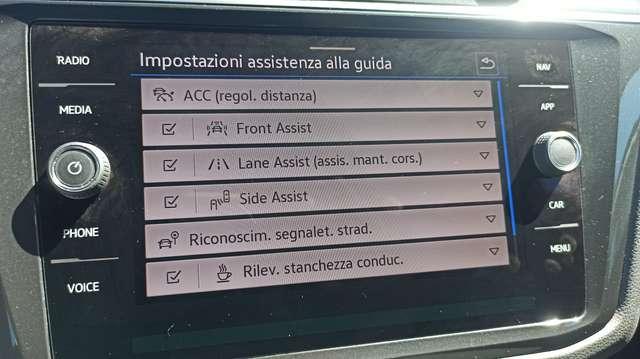 RADIO
MEDIA
PHONE
VOICE
Impostazioni assistenza alla guida
ACC (regol. distanza)
Front Assist
Lane Assist (assis. mant. cors.)
Side Assist
Riconoscim. segnalet. strad.
Rilev. stanchezza conduc.
NAV
APP
CAR
MENU